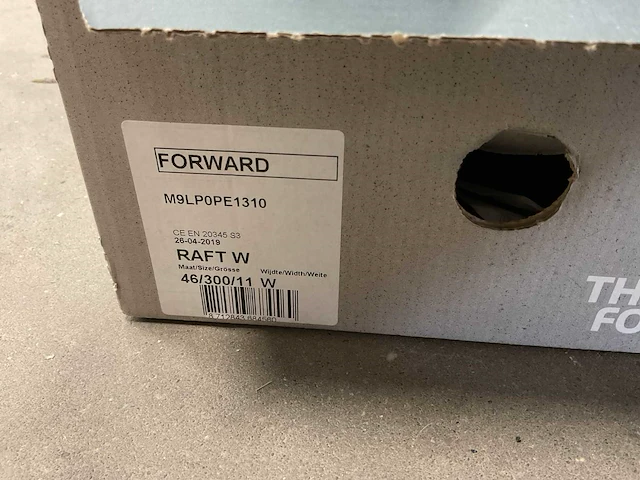 FORWARD
M9LP0PE1310
CE EN 20345 S3
26-04-2019
RAFT W
Maat/Size/Grösse Wijdte/Width/Weite
46/300/11 W
TH
FO